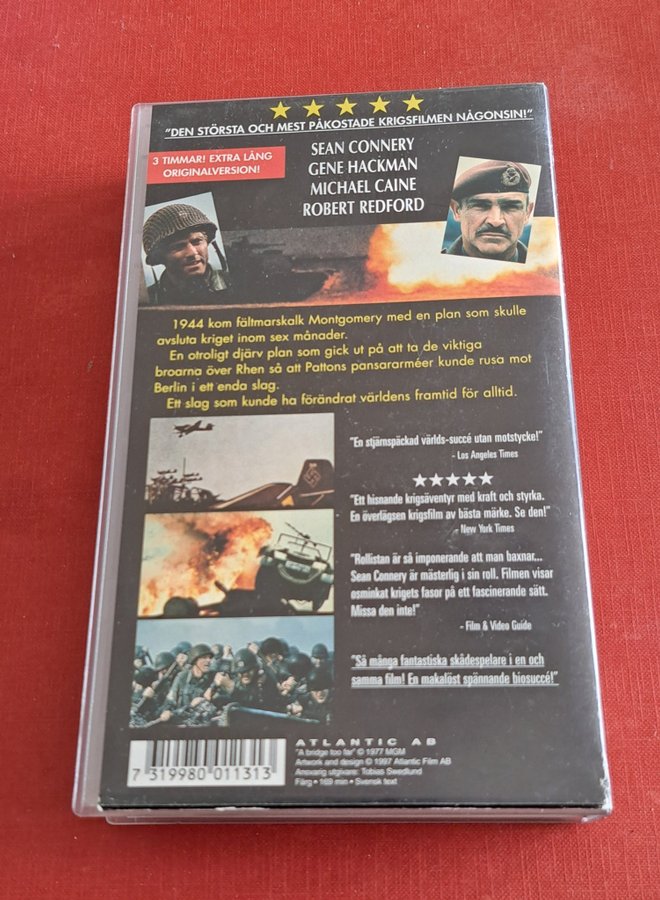 "DEN STÖRSTA OCH MEST PÅKOSTADE KRIGSFILMEN NÅGONSIN!"
3 TIMMAR! EXTRA LÅNG
ORIGINALVERSION!
SEAN CONNERY
GENE HACKMAN
MICHAEL CAINE
ROBERT REDFORD
1944 kom fältmarskalk Montgomery med en plan som skulle
avsluta kriget inom sex månader.
En otroligt djärv plan som gick ut på att ta de viktiga
broarna över Rhen så att Pattons pansararméer kunde rusa mot
Berlin i ett enda slag.
Ett slag som kunde ha förändrat världens framtid för alltid.
"En stjärnspäckad världs-succé utan motstycke!"
- Los Angeles Times
"Ett hisnande krigsäventyr med kraft och styrka.
En överlägsen krigsfilm av bästa märke. Se den!"
- New York Times
"Rollistan är så imponerande att man baxnar...
Sean Connery är mästerlig i sin roll. Filmen visar
osminkat krigets fasor på ett fascinerande sätt.
Missa den inte!"
- Film & Video Guide
"Så många fantastiska skådespelare i en och
samma film! En makalöst spännande biosuccé!"
ATLANTIC AB
"A bridge too far" © 1977 MGM
Artwork and design © 1997 Atlantic Film AB
Ansvarig utgivare: Tobias Swedlund
Färg • 169 min • Svensk text
7 319980 011313